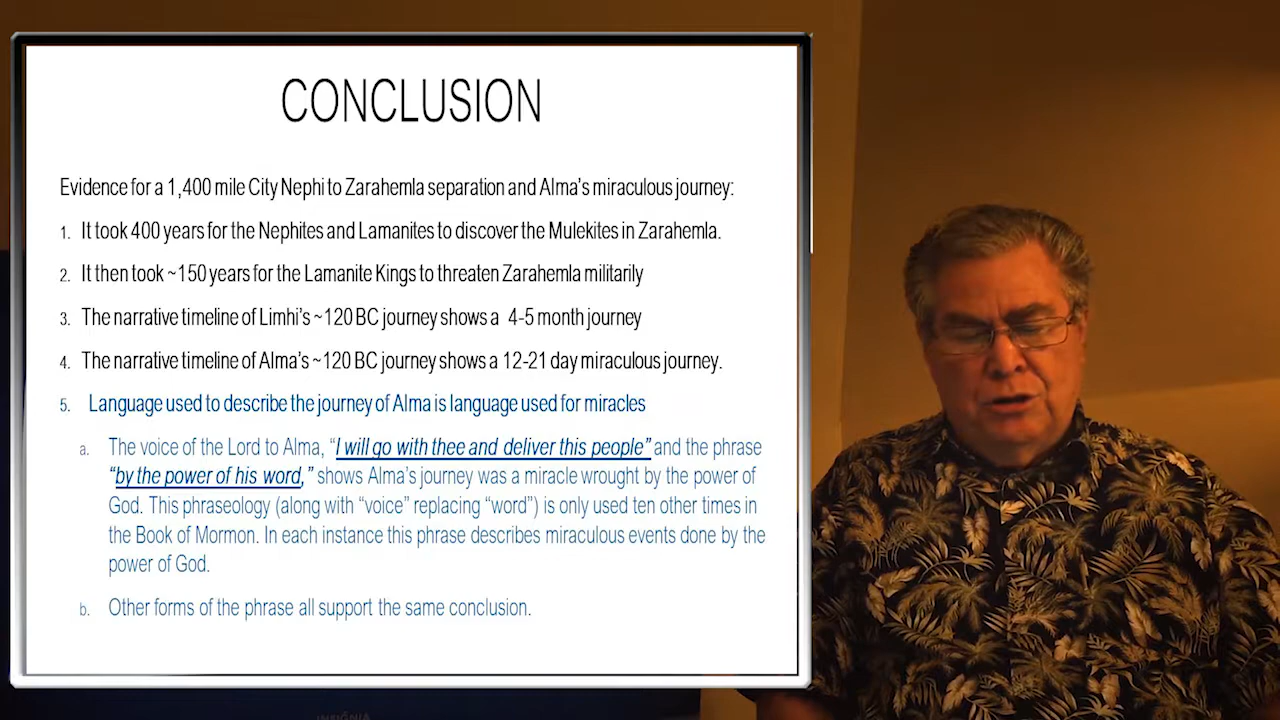 CONCLUSION
Evidence for a 1,400 mile City Nephi to Zarahemla separation and Alma's miraculous journey:
1. It took 400 years for the Nephites and Lamanites to discover the Mulekites in Zarahemla.
2. It then took ~150 years for the Lamanite Kings to threaten Zarahemla militarily
3. The narrative timeline of Limhi's ~120 BC journey shows a 4-5 month journey
4. The narrative timeline of Alma's ~120 BC journey shows a 12-21 day miraculous journey.
5. Language used to describe the journey of Alma is language used for miracles
a. The voice of the Lord to Alma, "I will go with thee and deliver this people" and the phrase
"by the power of his word," shows Alma's journey was a miracle wrought by the power of
God. This phraseology (along with "voice" replacing "word") is only used ten other times in
the Book of Mormon. In each instance this phrase describes miraculous events done by the
power of God.
b. Other forms of the phrase all support the same conclusion.
INSIGNIA